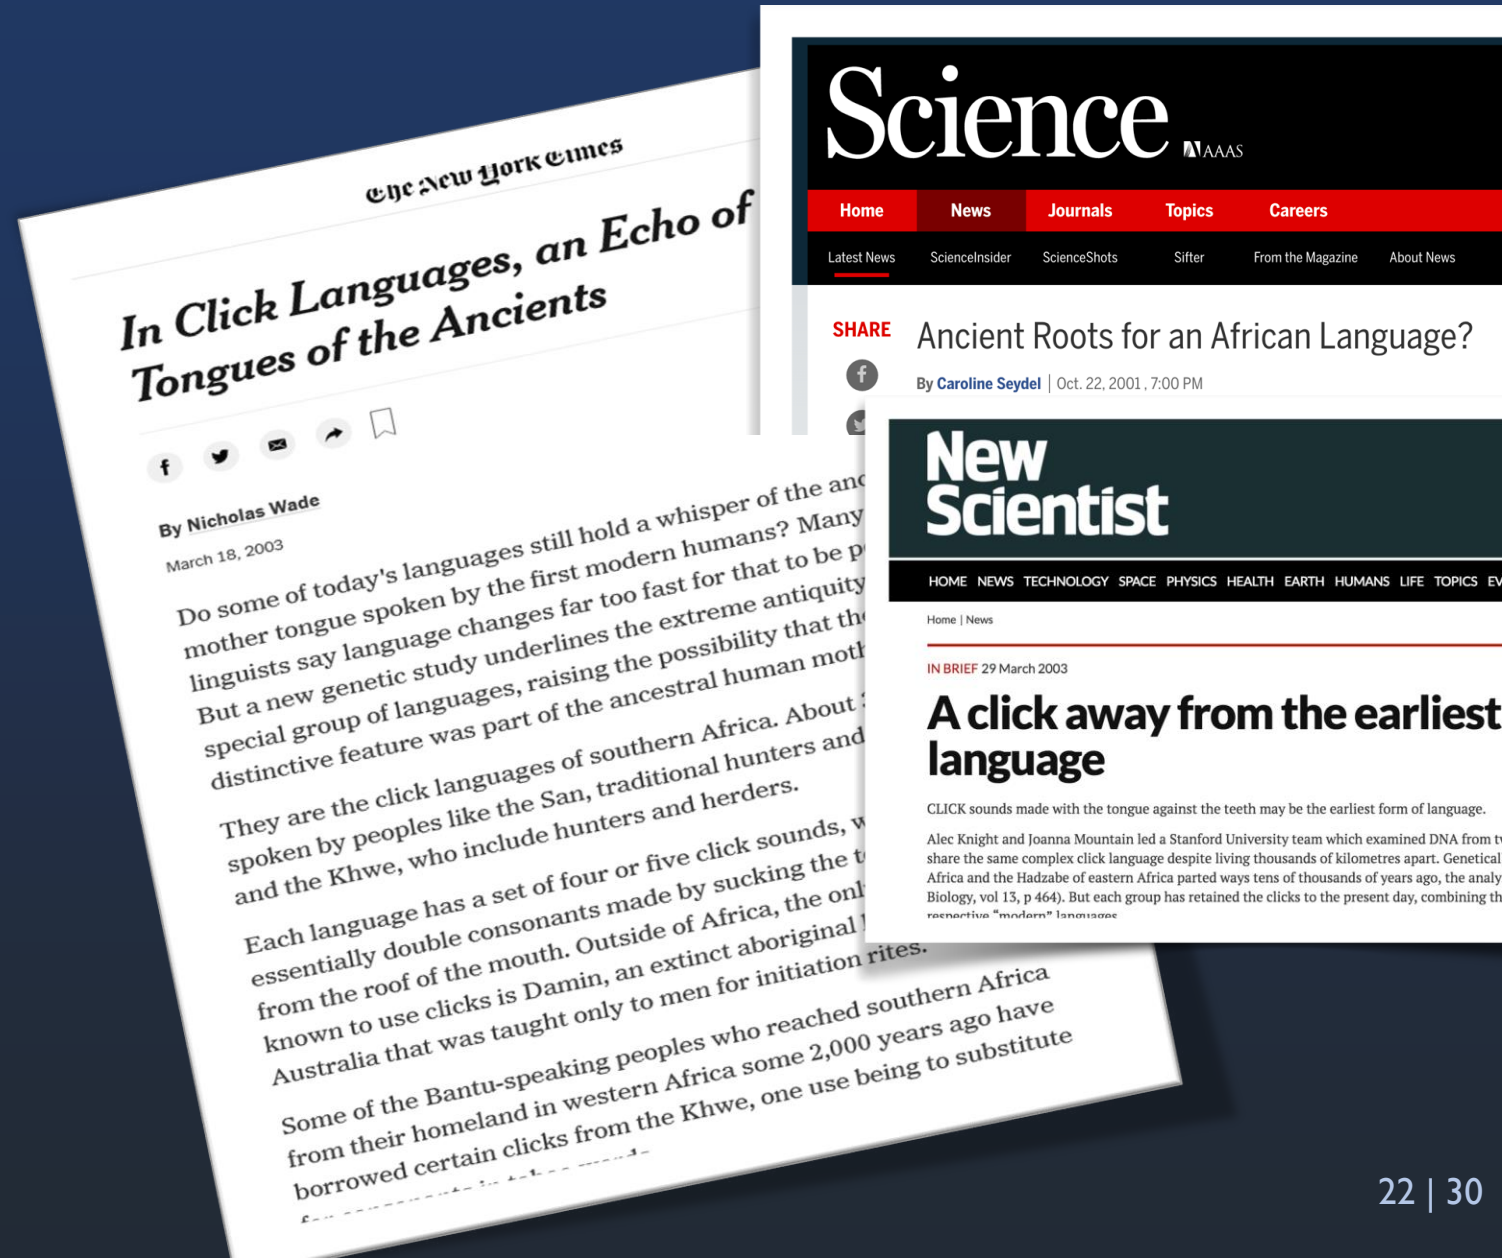 The New York Times
In Click Languages, an Echo of
Tongues of the Ancients
By Nicholas Wade
March 18, 2003
Do some of today's languages still hold a whisper of the anc
mother tongue spoken by the first modern humans? Many
linguists say language changes far too fast for that to be p
But a new genetic study underlines the extreme antiquity
special group of languages, raising the possibility that the
distinctive feature was part of the ancestral human moth
They are the click languages of southern Africa. About
spoken by peoples like the San, traditional hunters and
and the Khwe, who include hunters and herders.
Each language has a set of four or five click sounds, w
essentially double consonants made by sucking the t
from the roof of the mouth. Outside of Africa, the onl
known to use clicks is Damin, an extinct aboriginal
Australia that was taught only to men for initiation rites.
Some of the Bantu-speaking peoples who reached southern Africa
from their homeland in western Africa some 2,000 years ago have
borrowed certain clicks from the Khwe, one use being to substitute
Science
AAAS
Home News Journals Topics Careers
Latest News ScienceInsider ScienceShots Sifter From the Magazine About News
SHARE
Ancient Roots for an African Language?
By Caroline Seydel | Oct. 22, 2001, 7:00 PM
New
Scientist
HOME NEWS TECHNOLOGY SPACE PHYSICS HEALTH EARTH HUMANS LIFE TOPICS EV
Home | News
IN BRIEF 29 March 2003
A click away from the earliest
language
CLICK sounds made with the tongue against the teeth may be the earliest form of language.
Alec Knight and Joanna Mountain led a Stanford University team which examined DNA from tw
share the same complex click language despite living thousands of kilometres apart. Genetical
Africa and the Hadzabe of eastern Africa parted ways tens of thousands of years ago, the analy
Biology, vol 13, p 464). But each group has retained the clicks to the present day, combining th
respective "modern" languages
22 | 30